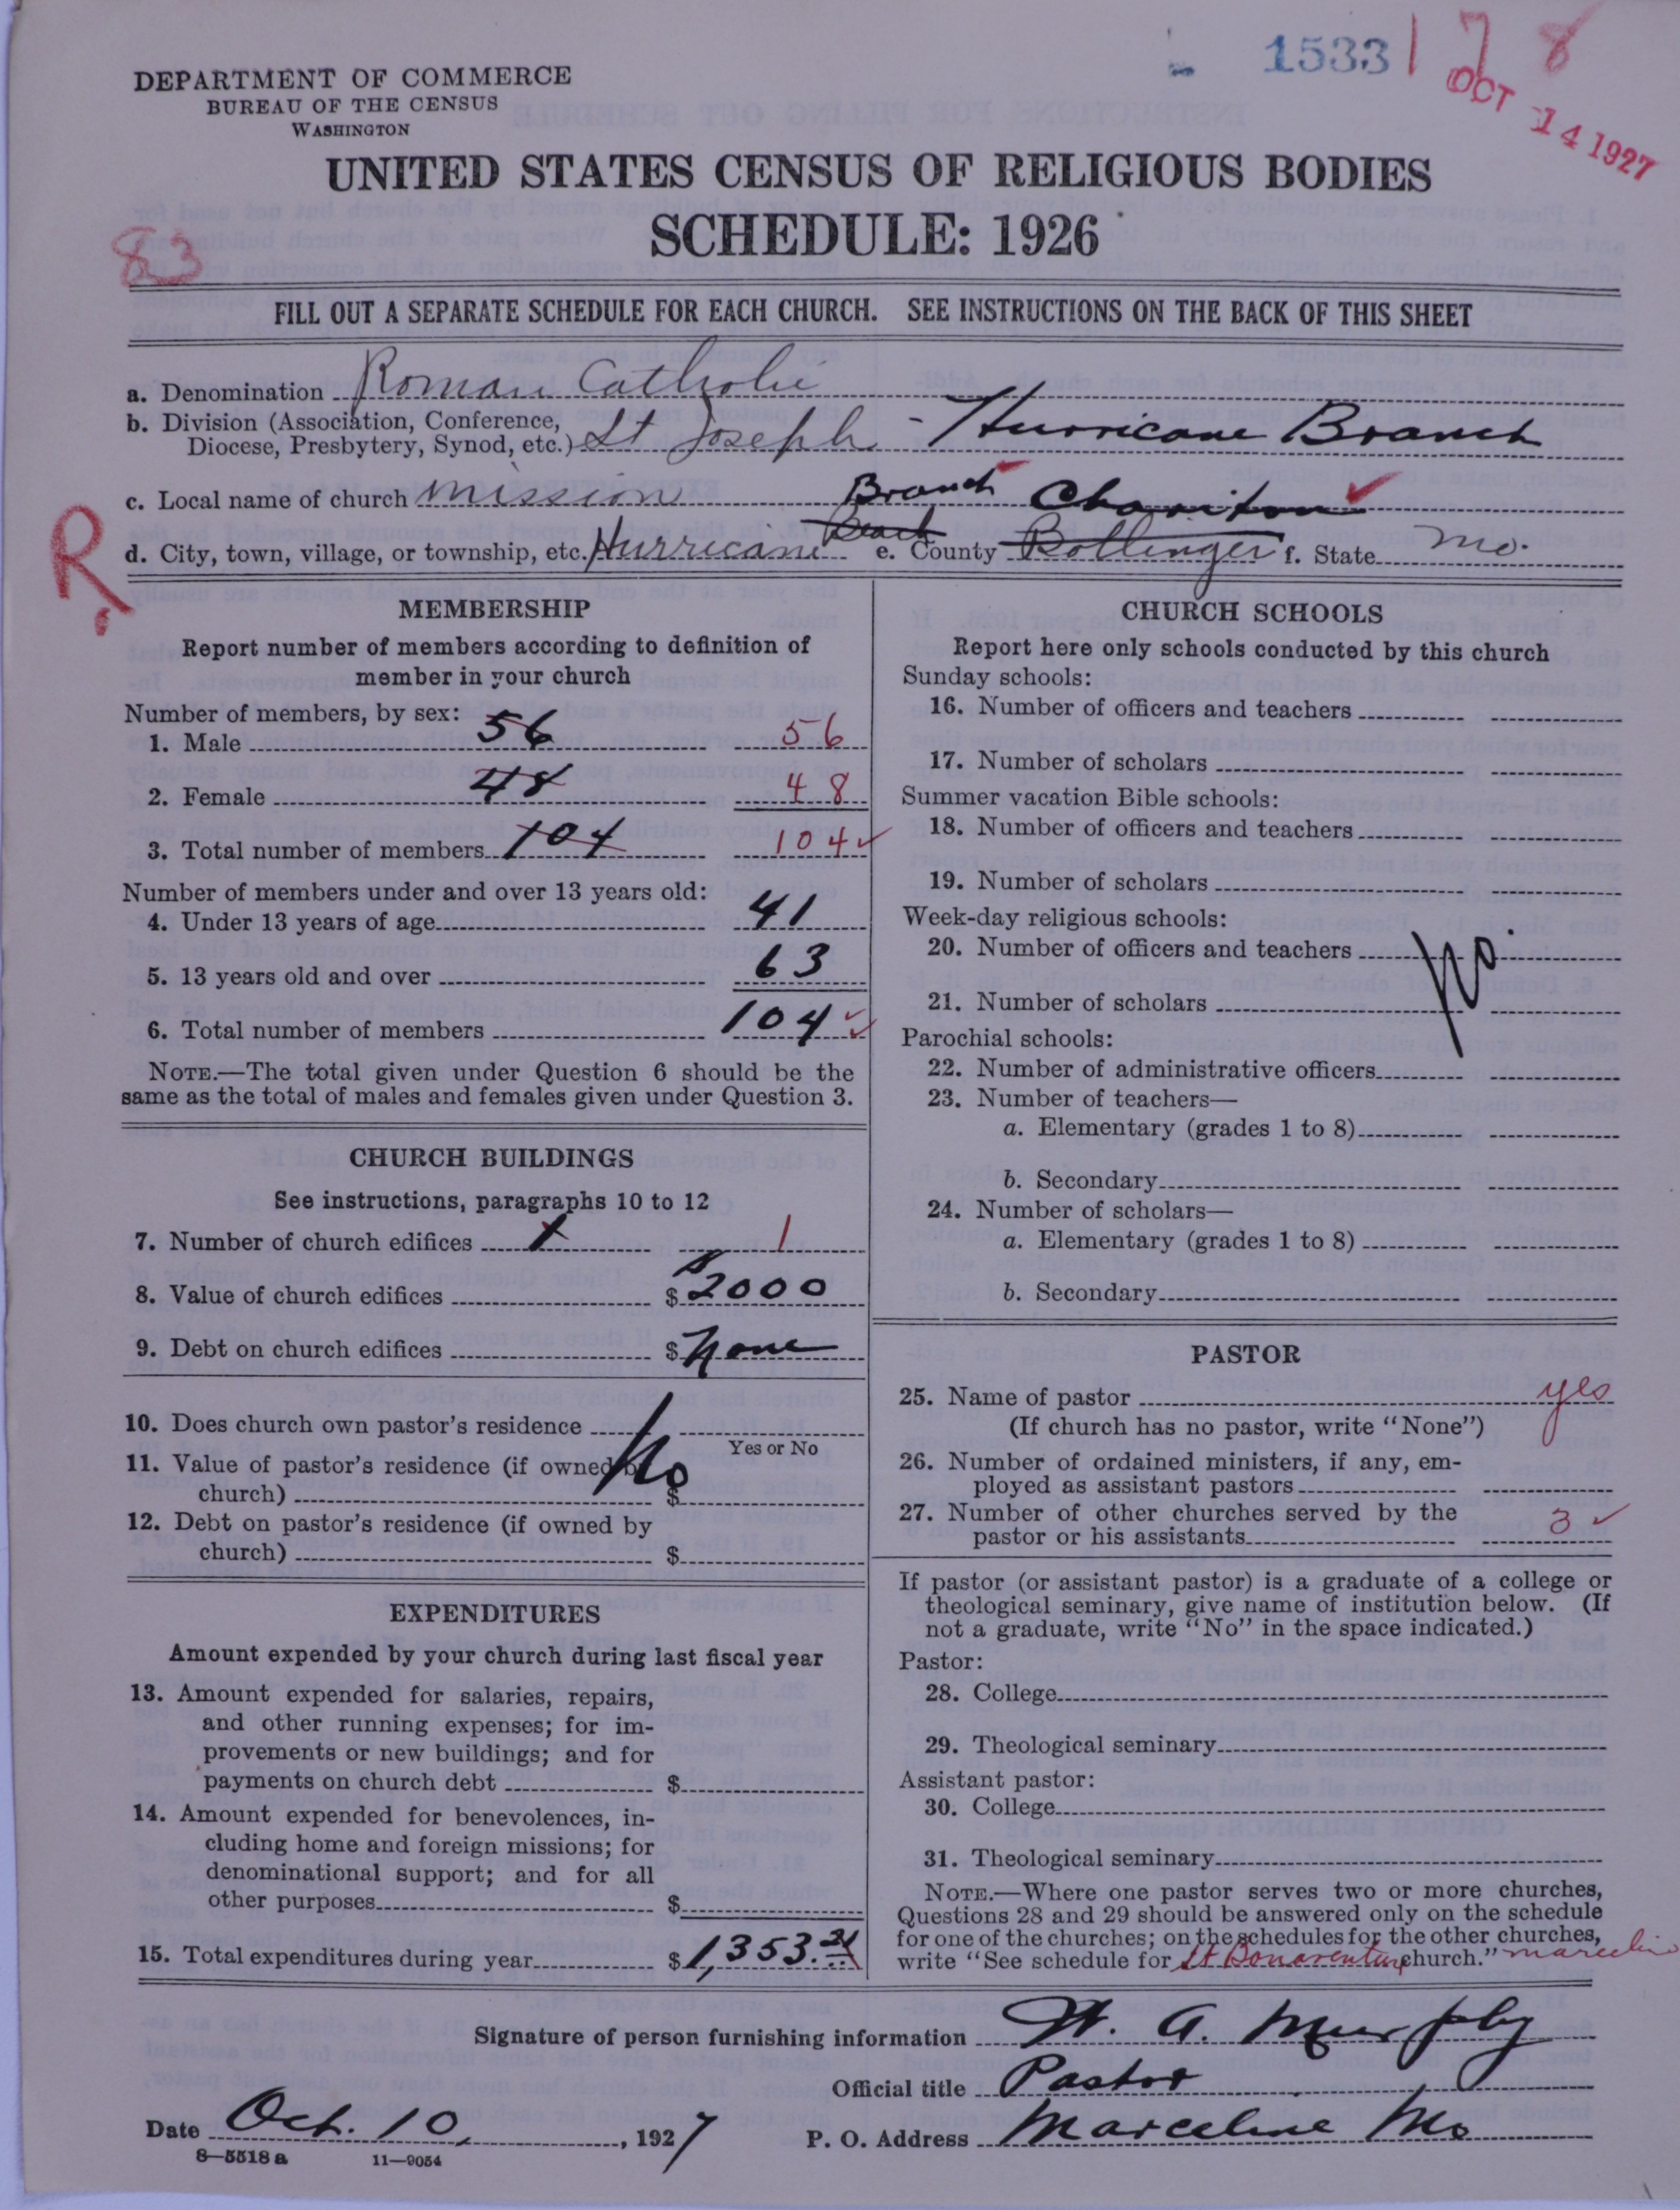 1533
178
OCT 14 1927
DEPARTMENT OF COMMERCE
BUREAU OF THE CENSUS
WASHINGTON
UNITED STATES CENSUS OF RELIGIOUS BODIES
SCHEDULE: 1926
83
FILL OUT A SEPARATE SCHEDULE FOR EACH CHURCH. SEE INSTRUCTIONS ON THE BACK OF THIS SHEET
a. Denomination Roman Catholic
b. Division (Association, Conference,
Diocese, Presbytery, Synod, etc.) St Joseph - Hurricane Branch
c. Local name of church Mission Branch Chariton
R
d. City, town, village, or township, etc. Hurricane Beach e. County Bollinger f. State Mo.
MEMBERSHIP
Report number of members according to definition of
member in your church
Number of members, by sex:
1. Male 56 56
2. Female 48 48
3. Total number of members 104 104
Number of members under and over 13 years old:
4. Under 13 years of age 41
5. 13 years old and over 63
6. Total number of members 104
NOTE.—The total given under Question 6 should be the
same as the total of males and females given under Question 3.
CHURCH BUILDINGS
See instructions, paragraphs 10 to 12
7. Number of church edifices 1 1
8. Value of church edifices $ $2000
9. Debt on church edifices $ None
10. Does church own pastor's residence No
Yes or No
11. Value of pastor's residence (if owned by
church) $
12. Debt on pastor's residence (if owned by
church) $
EXPENDITURES
Amount expended by your church during last fiscal year
13. Amount expended for salaries, repairs,
and other running expenses; for im-
provements or new buildings; and for
payments on church debt $
14. Amount expended for benevolences, in-
cluding home and foreign missions; for
denominational support; and for all
other purposes $
15. Total expenditures during year $ 1,353.21
CHURCH SCHOOLS
Report here only schools conducted by this church
Sunday schools:
16. Number of officers and teachers
17. Number of scholars
Summer vacation Bible schools:
18. Number of officers and teachers
19. Number of scholars
Week-day religious schools:
20. Number of officers and teachers No.
21. Number of scholars
Parochial schools:
22. Number of administrative officers
23. Number of teachers—
a. Elementary (grades 1 to 8)
b. Secondary
24. Number of scholars—
a. Elementary (grades 1 to 8)
b. Secondary
PASTOR
25. Name of pastor yes
(If church has no pastor, write "None")
26. Number of ordained ministers, if any, em-
ployed as assistant pastors
27. Number of other churches served by the
pastor or his assistants 3
If pastor (or assistant pastor) is a graduate of a college or
theological seminary, give name of institution below. (If
not a graduate, write "No" in the space indicated.)
Pastor:
28. College
29. Theological seminary
Assistant pastor:
30. College
31. Theological seminary
NOTE.—Where one pastor serves two or more churches,
Questions 28 and 29 should be answered only on the schedule
for one of the churches; on the schedules for the other churches,
write "See schedule for St Bonaventure church." Marceline
Signature of person furnishing information W. A. Murphy
Official title Pastor
Date Oct. 10, 1927 P. O. Address Marceline Mo
8—5518 a 11—9054